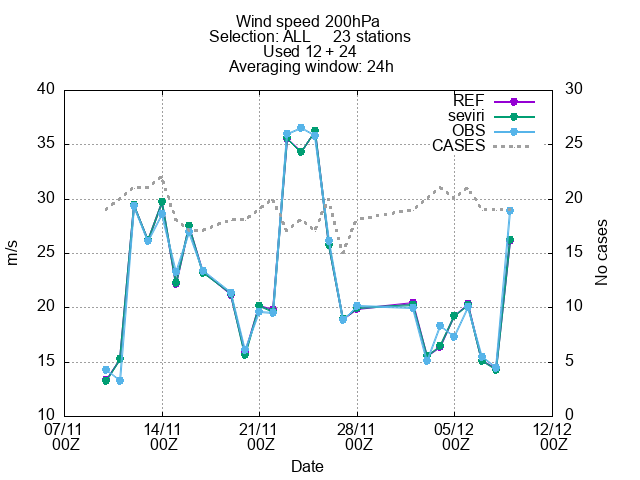 Wind speed 200hPa
Selection: ALL 23 stations
Used 12 + 24
Averaging window: 24h
40 30
REF
seviri
OBS
CASES
35 25
30 20
25 15
20 10
15 5
10 0
m/s
No cases
07/11 14/11 21/11 28/11 05/12 12/12
00Z 00Z 00Z 00Z 00Z 00Z
Date